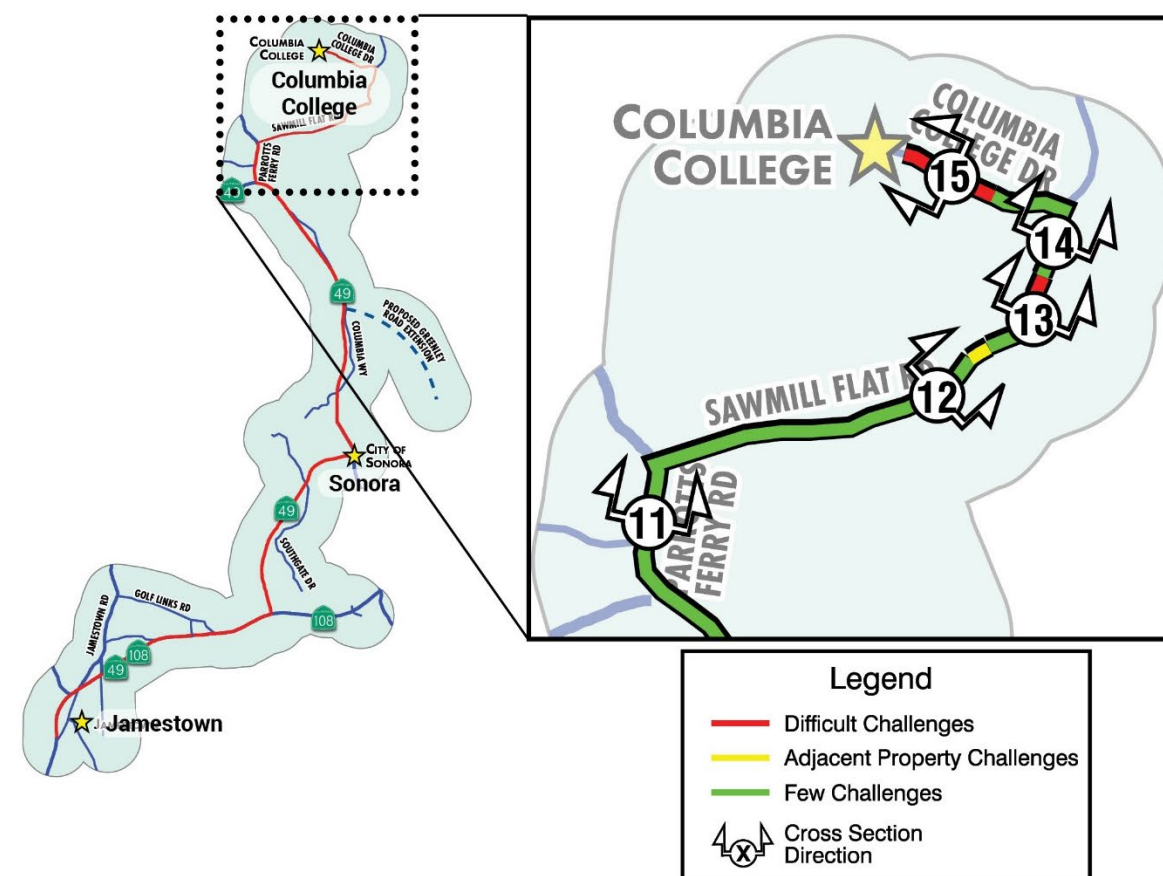 COLUMBIA
COLLEGE
COLUMBIA
COLLEGE DR
Columbia
College
SAWMILL FLAT R
PARROTTS
FERRY RD
49
49
PROPOSED GREENLEY
ROAD EXTENSION
COLUMBIA WY
CITY OF
SONORA
Sonora
49
SOUTHGATE DR
GOLF LINKS RD
JAMESTOWN RD
108
108
49
Jamestown
COLUMBIA
COLLEGE
COLUMBIA
COLLEGE DR
15
14
13
12
SAWMILL FLAT R
11
PARROTTS
FERRY RD
Legend
Difficult Challenges
Adjacent Property Challenges
Few Challenges
X
Cross Section
Direction